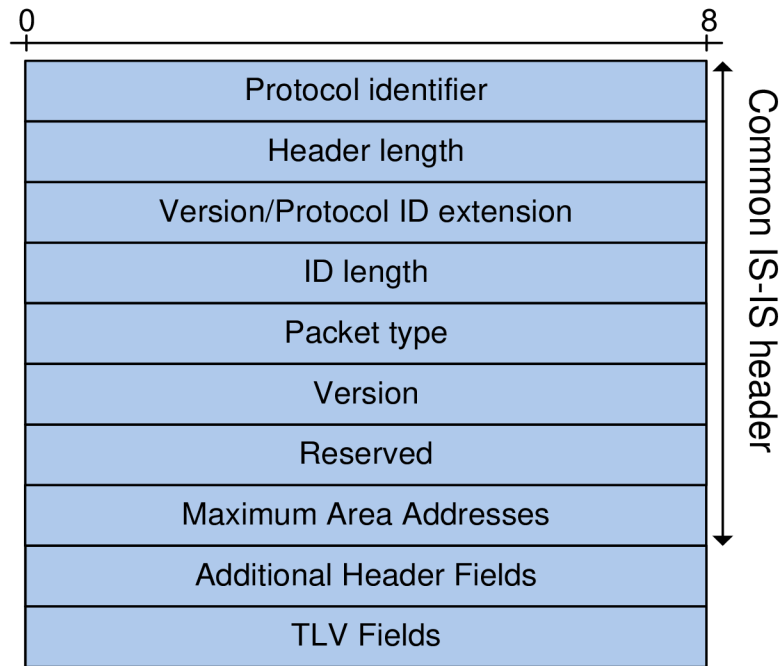 0
8
Protocol identifier
Header length
Version/Protocol ID extension
ID length
Packet type
Version
Reserved
Maximum Area Addresses
Additional Header Fields
TLV Fields
Common IS-IS header